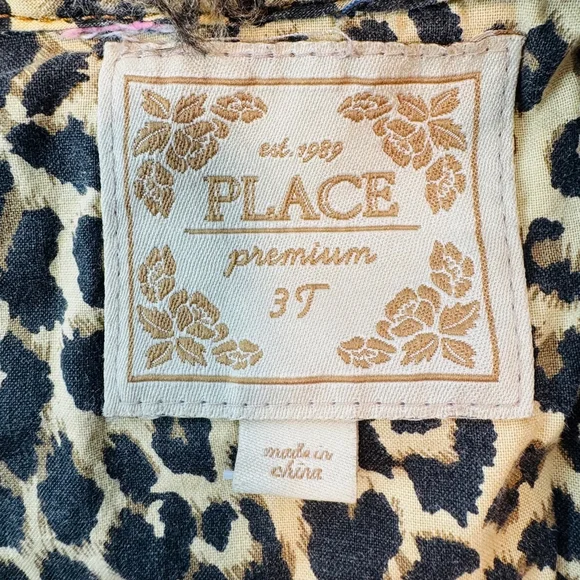 est. 1989
PLACE
premium
3T
made in
china